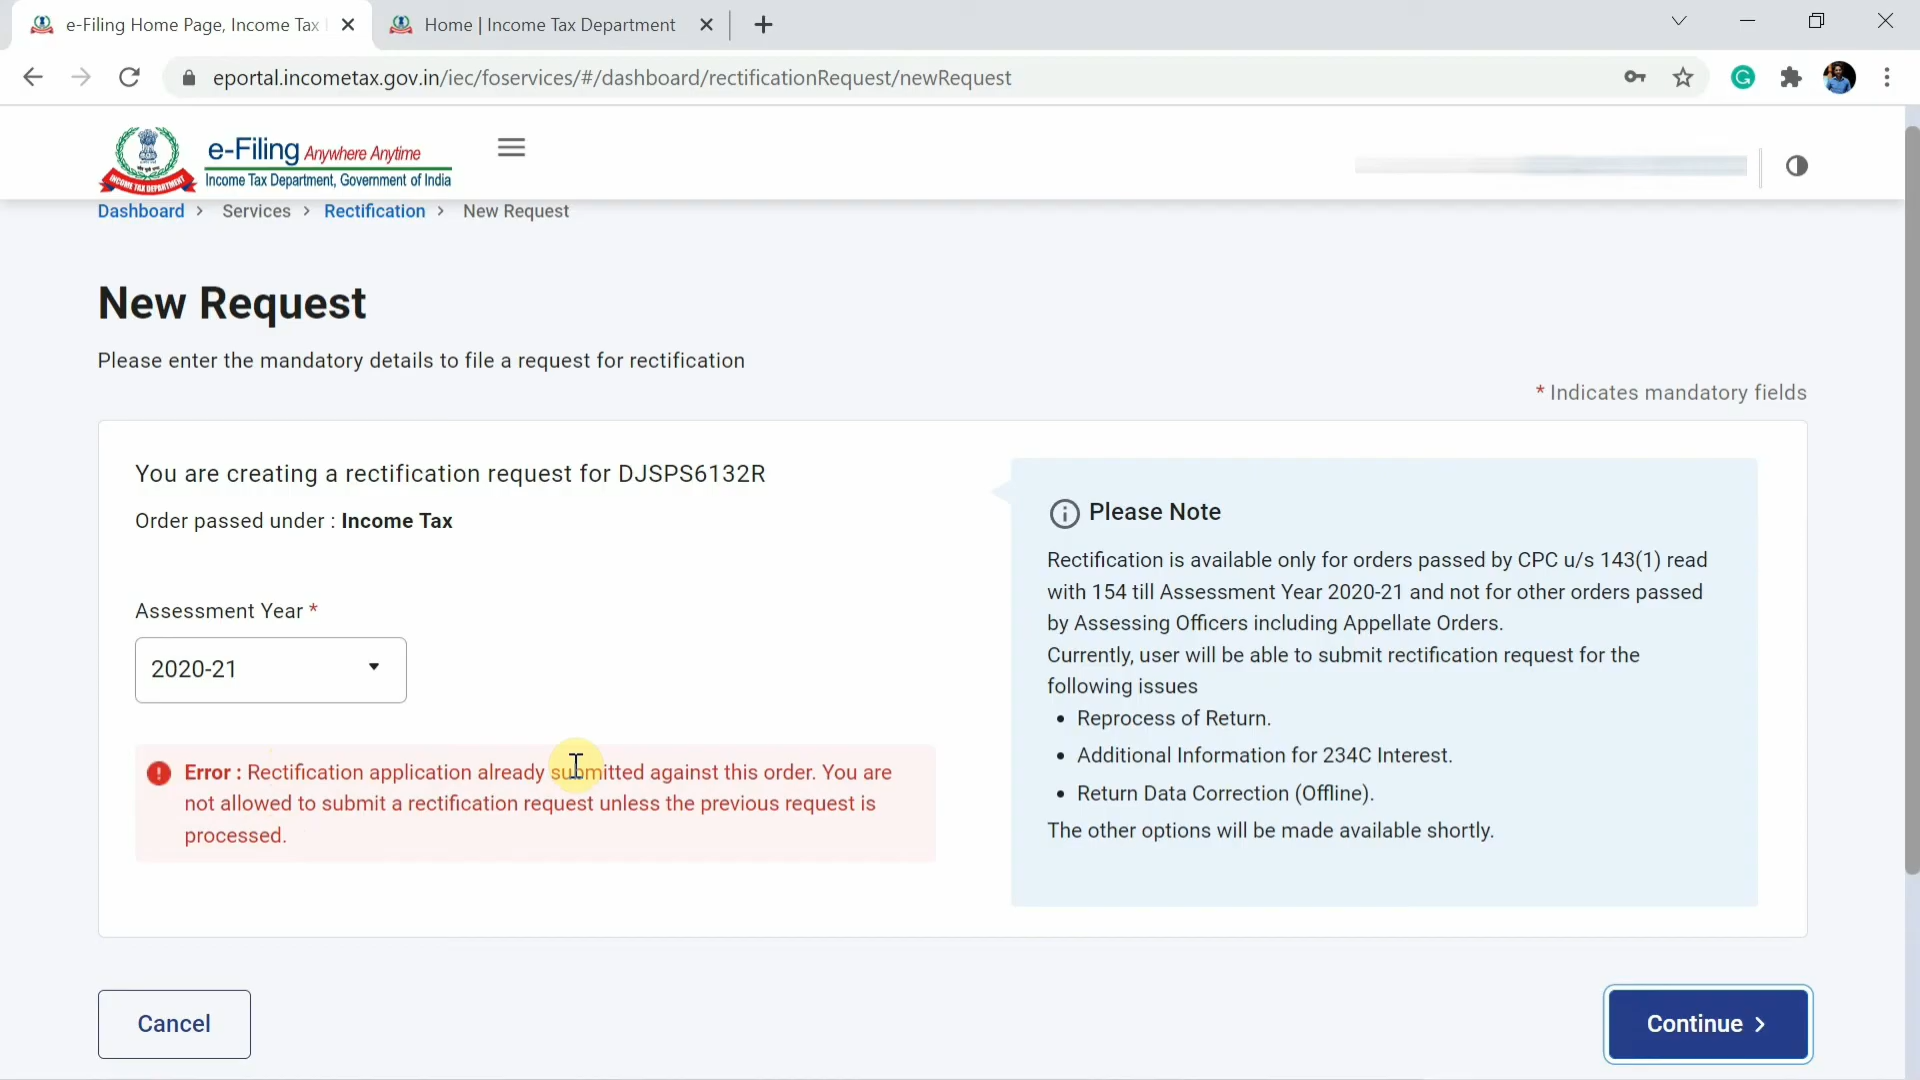 e-Filing Home Page, Income Tax
Home | Income Tax Department
eportal.incometax.gov.in/iec/foservices/#/dashboard/rectificationRequest/newRequest
e-Filing Anywhere Anytime
Income Tax Department, Government of India
INCOME TAX DEPARTMENT
Dashboard > Services > Rectification > New Request
New Request
Please enter the mandatory details to file a request for rectification
* Indicates mandatory fields
You are creating a rectification request for DJSPS6132R
Order passed under : Income Tax
Assessment Year *
2020-21
Error : Rectification application already submitted against this order. You are
not allowed to submit a rectification request unless the previous request is
processed.
Please Note
Rectification is available only for orders passed by CPC u/s 143(1) read
with 154 till Assessment Year 2020-21 and not for other orders passed
by Assessing Officers including Appellate Orders.
Currently, user will be able to submit rectification request for the
following issues
• Reprocess of Return.
• Additional Information for 234C Interest.
• Return Data Correction (Offline).
The other options will be made available shortly.
Cancel
Continue >